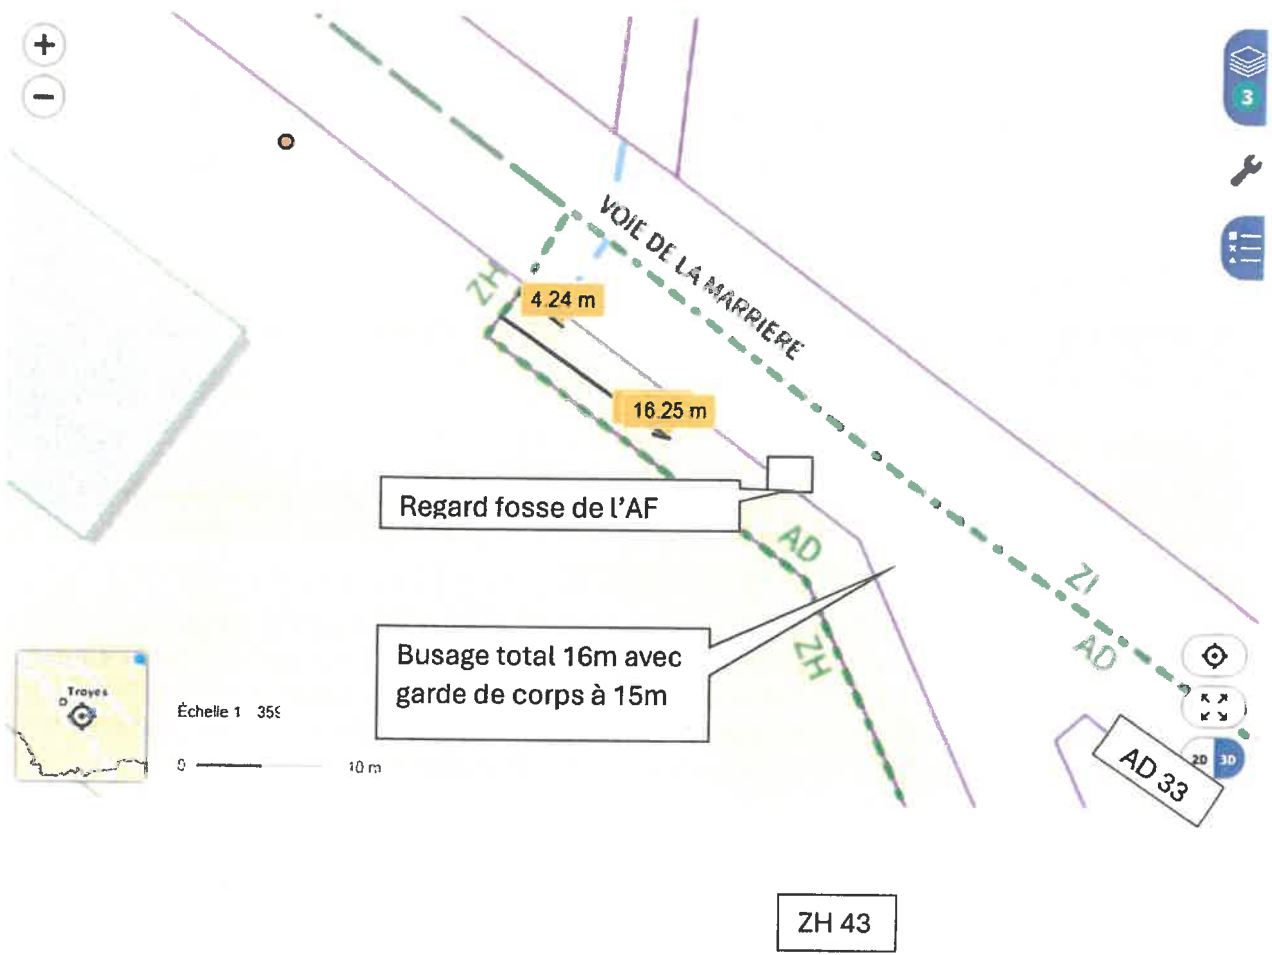 +
−
3
VOIE DE LA MARRIERE
ZH
4.24 m
16.25 m
Regard fosse de l’AF
AD
ZI
AD
ZH
Busage total 16m avec
garde de corps à 15m
Troyes
Échelle 1 359
0 10 m
2D 3D
AD 33
ZH 43